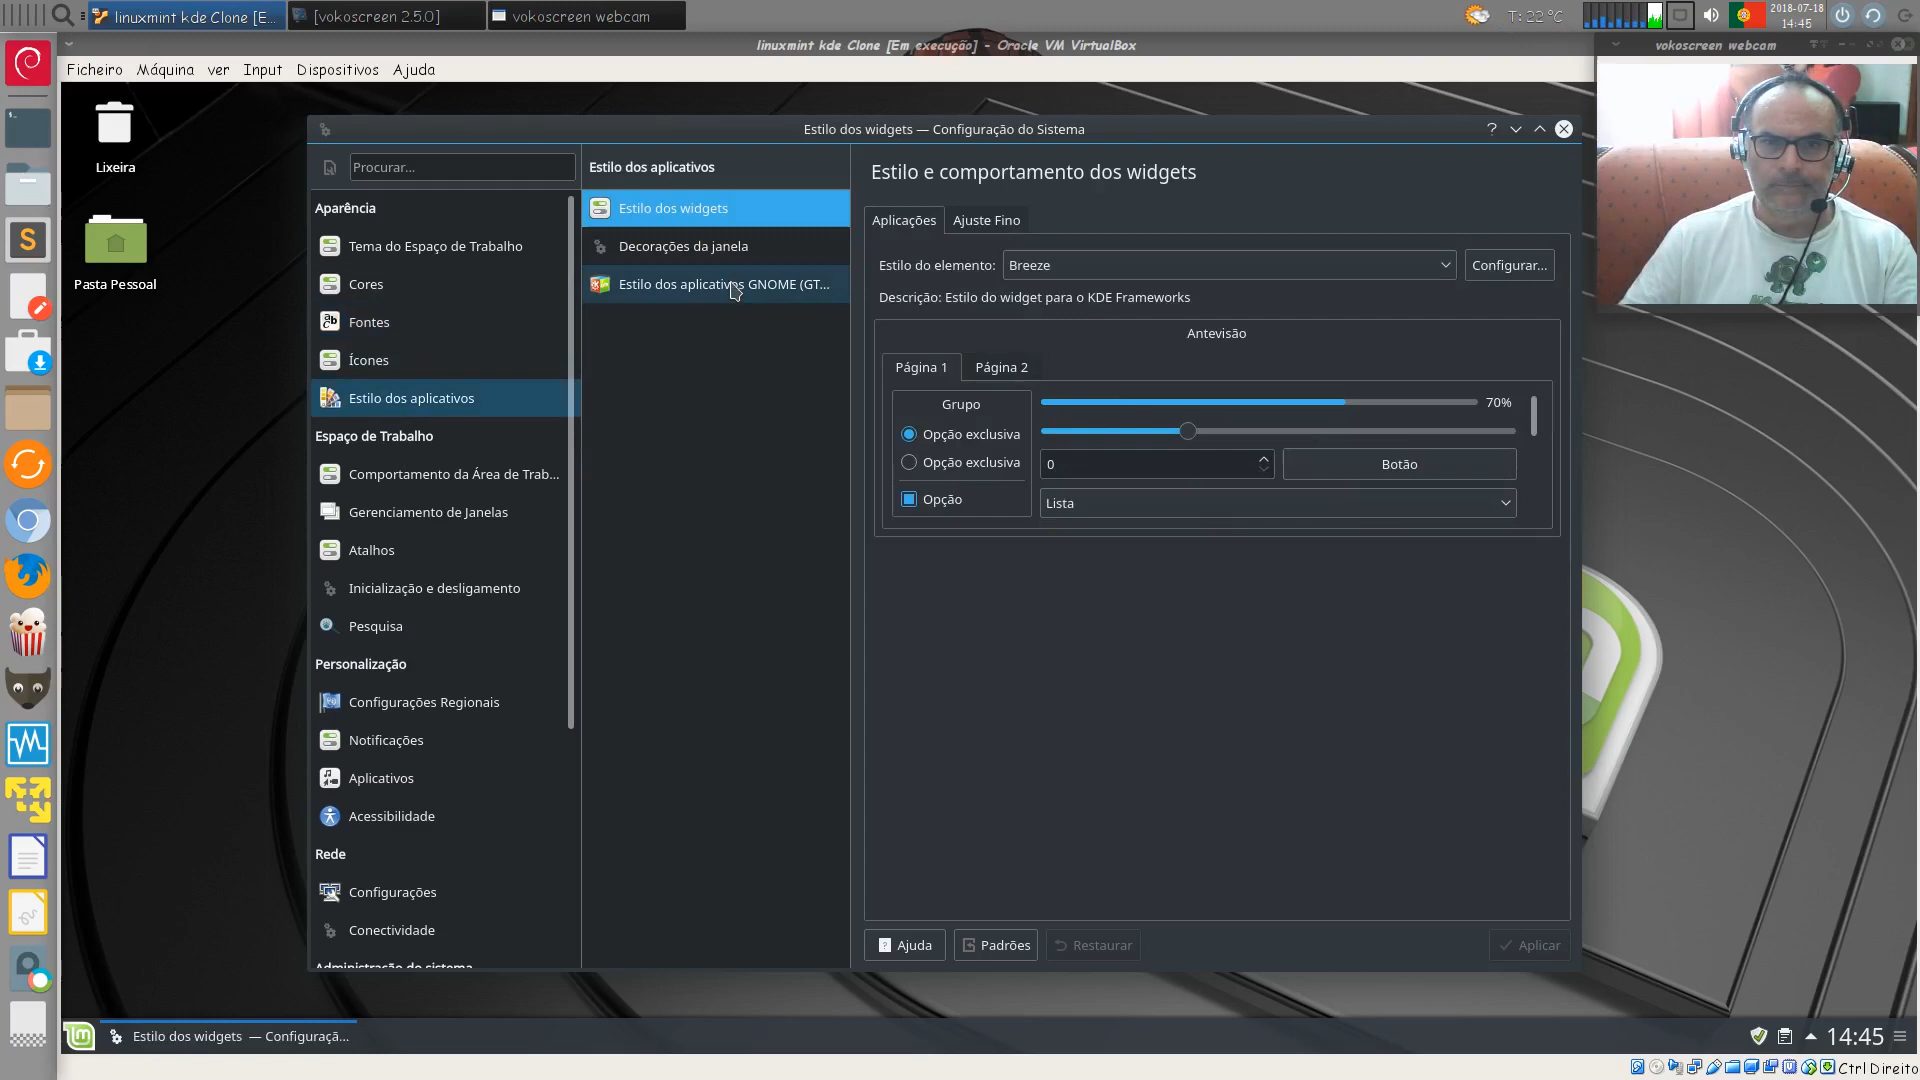 linuxmint kde Clone [E...
[vokoscreen 2.5.0]
vokoscreen webcam
T: 22 °C
2018-07-18
14:45
linuxmint kde Clone [Em execução] - Oracle VM VirtualBox
vokoscreen webcam
Ficheiro Máquina ver Input Dispositivos Ajuda
Lixeira
Pasta Pessoal
Estilo dos widgets — Configuração do Sistema
Procurar...
Aparência
Tema do Espaço de Trabalho
Cores
Fontes
Ícones
Estilo dos aplicativos
Espaço de Trabalho
Comportamento da Área de Trab...
Gerenciamento de Janelas
Atalhos
Inicialização e desligamento
Pesquisa
Personalização
Configurações Regionais
Notificações
Aplicativos
Acessibilidade
Rede
Configurações
Conectividade
Administração do sistema
Estilo dos aplicativos
Estilo dos widgets
Decorações da janela
Estilo dos aplicativos GNOME (GT...
Estilo e comportamento dos widgets
Aplicações Ajuste Fino
Estilo do elemento: Breeze Configurar...
Descrição: Estilo do widget para o KDE Frameworks
Antevisão
Página 1 Página 2
Grupo
Opção exclusiva
Opção exclusiva
Opção
70%
0
Botão
Lista
Ajuda Padrões Restaurar Aplicar
Estilo dos widgets — Configuraçã...
14:45
Ctrl Direito